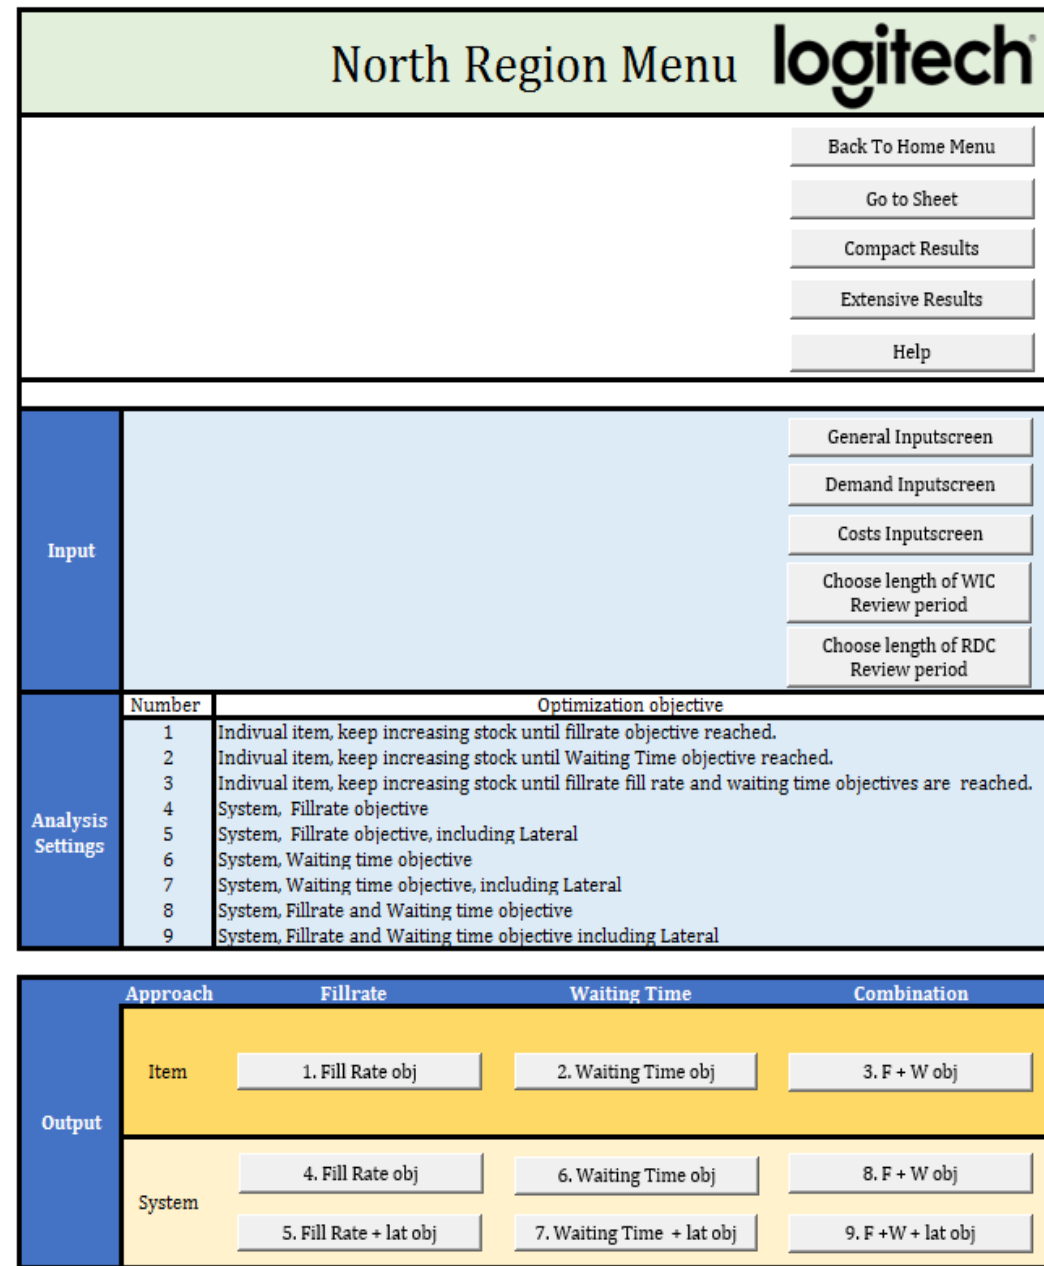 North Region Menu logitech
Back To Home Menu
Go to Sheet
Compact Results
Extensive Results
Help
Input
General Inputscreen
Demand Inputscreen
Costs Inputscreen
Choose length of WIC
Review period
Choose length of RDC
Review period
Analysis
Settings
Number Optimization objective
1 Indivual item, keep increasing stock until fillrate objective reached.
2 Indivual item, keep increasing stock until Waiting Time objective reached.
3 Indivual item, keep increasing stock until fillrate fill rate and waiting time objectives are reached.
4 System, Fillrate objective
5 System, Fillrate objective, including Lateral
6 System, Waiting time objective
7 System, Waiting time objective, including Lateral
8 System, Fillrate and Waiting time objective
9 System, Fillrate and Waiting time objective including Lateral
Output
Approach Fillrate Waiting Time Combination
Item 1. Fill Rate obj 2. Waiting Time obj 3. F + W obj
System
4. Fill Rate obj 6. Waiting Time obj 8. F + W obj
5. Fill Rate + lat obj 7. Waiting Time + lat obj 9. F +W + lat obj